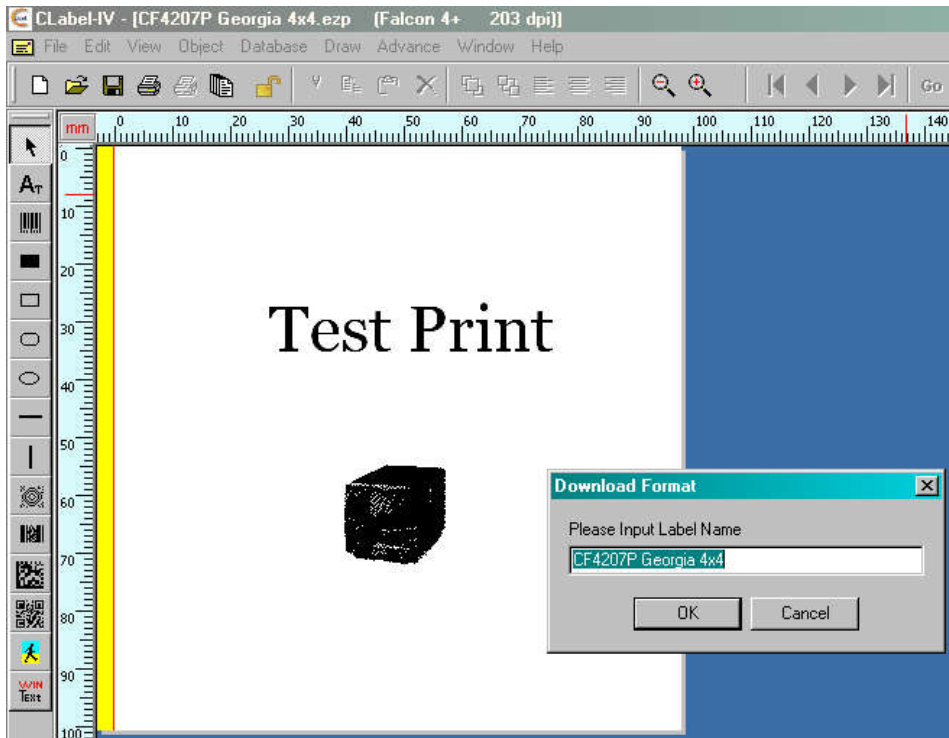 CLabel-IV - [CF4207P Georgia 4x4.ezp (Falcon 4+ 203 dpi)]
File Edit View Object Database Draw Advance Window Help
Go
mm 0 10 20 30 40 50 60 70 80 90 100 110 120 130 140
0
AT
10
20
30
Test Print
40
50
Download Format
60
Please Input Label Name
CF4207P Georgia 4x4
70
OK Cancel
80
90
WIN
Text
100